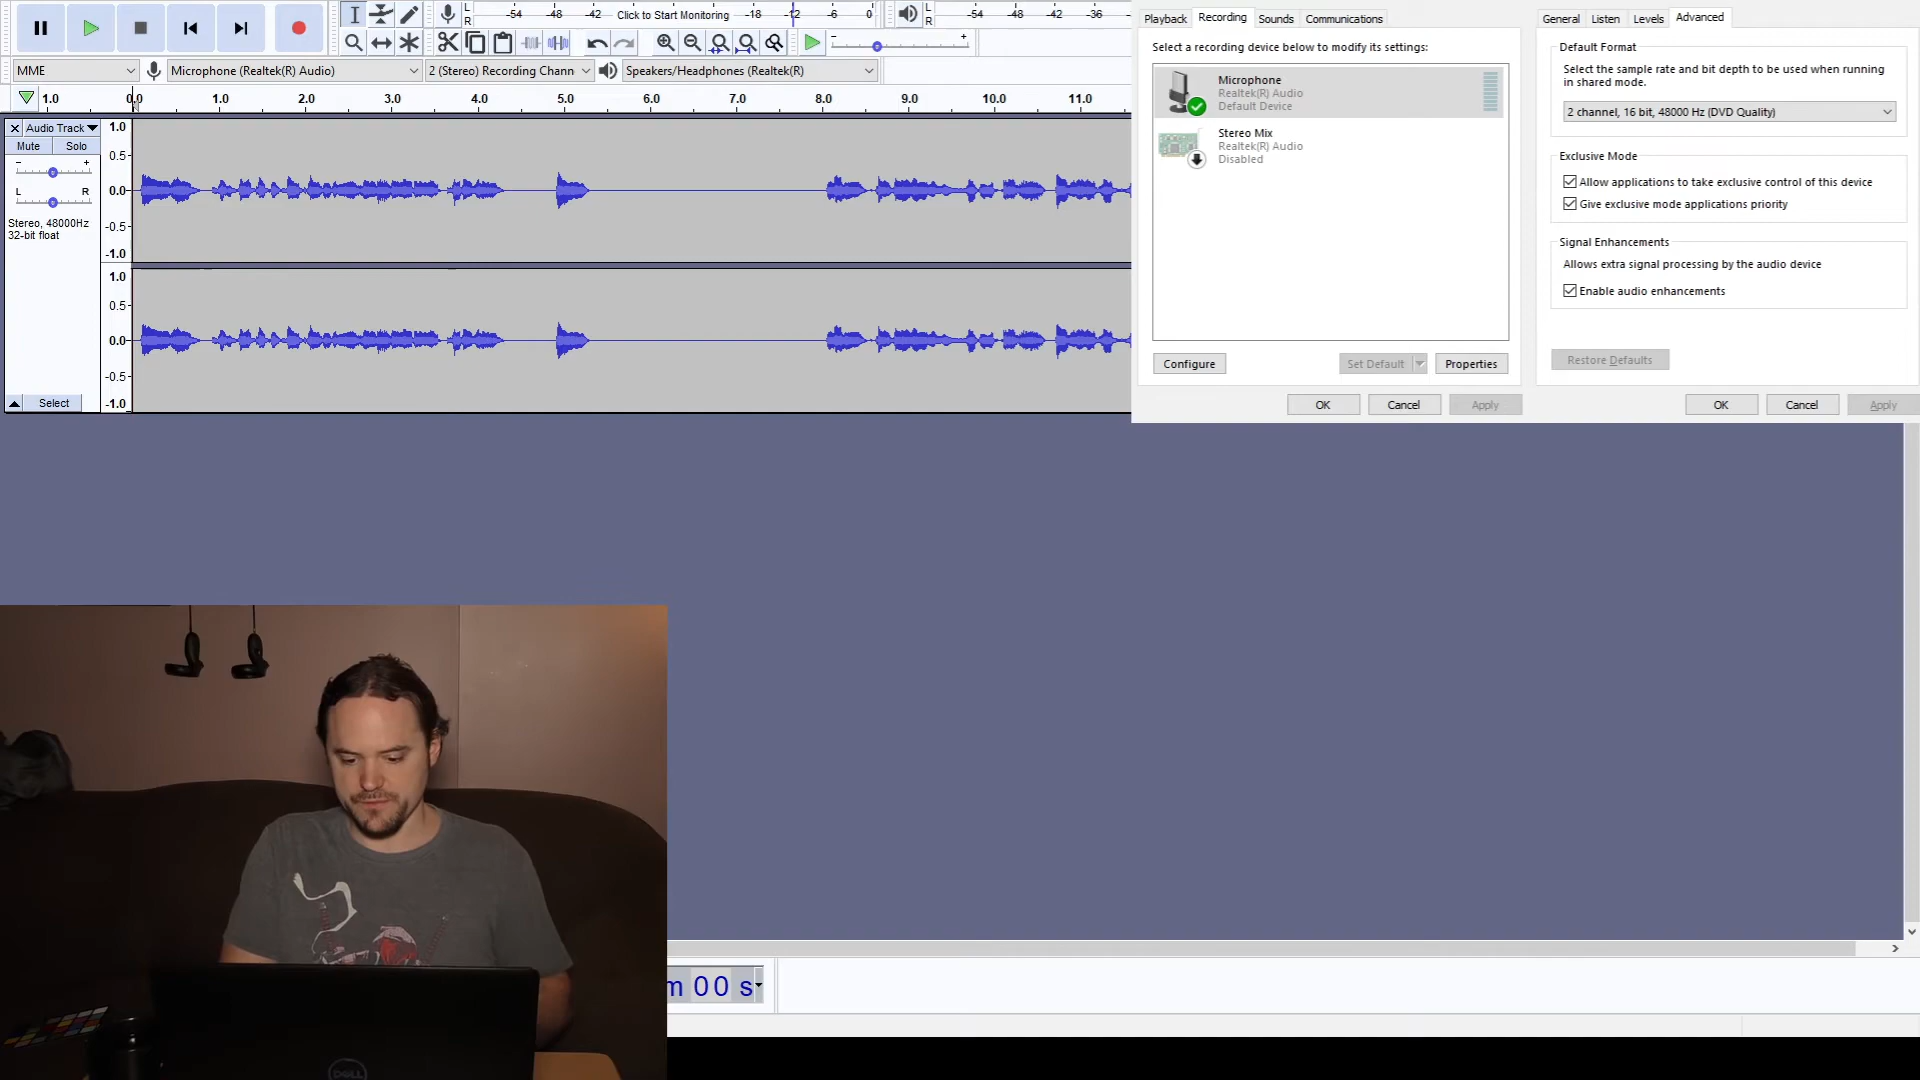 -54 -48 -42 Click to Start Monitoring -18 -12 -6 0
L
R
L
R
-54 -48 -42 -36
- +
MME
Microphone (Realtek(R) Audio)
2 (Stereo) Recording Chann
Speakers/Headphones (Realtek(R)
1.0 0.0 1.0 2.0 3.0 4.0 5.0 6.0 7.0 8.0 9.0 10.0 11.0
Audio Track
Mute Solo
- +
L R
Stereo, 48000Hz
32-bit float
Select
1.0
0.5
0.0
-0.5
-1.0
1.0
0.5
0.0
-0.5
-1.0
Playback Recording Sounds Communications
Select a recording device below to modify its settings:
Microphone
Realtek(R) Audio
Default Device
Stereo Mix
Realtek(R) Audio
Disabled
Configure Set Default Properties
OK Cancel Apply
General Listen Levels Advanced
Default Format
Select the sample rate and bit depth to be used when running
in shared mode.
2 channel, 16 bit, 48000 Hz (DVD Quality)
Exclusive Mode
Allow applications to take exclusive control of this device
Give exclusive mode applications priority
Signal Enhancements
Allows extra signal processing by the audio device
Enable audio enhancements
Restore Defaults
OK Cancel Apply
m 00 s
DELL